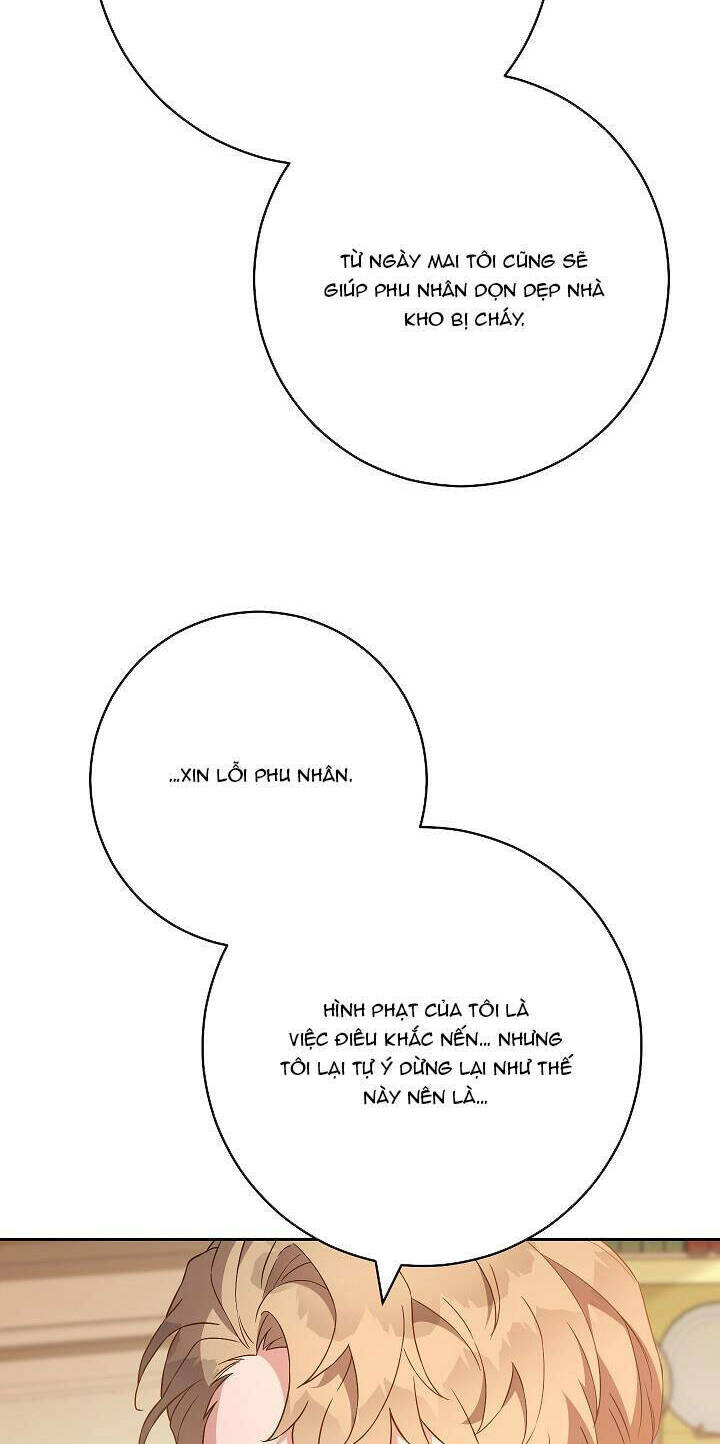 TỪ NGÀY MAI TÔI CŨNG SẼ
GIÚP PHU NHÂN DỌN DẸP NHÀ
KHO BỊ CHÁY.
...XIN LỖI PHU NHÂN.
HÌNH PHẠT CỦA TÔI LÀ
VIỆC ĐIÊU KHẮC NẾN... NHƯNG
TÔI LẠI TỰ Ý DỪNG LẠI NHƯ THẾ
NÀY NÊN LÀ...